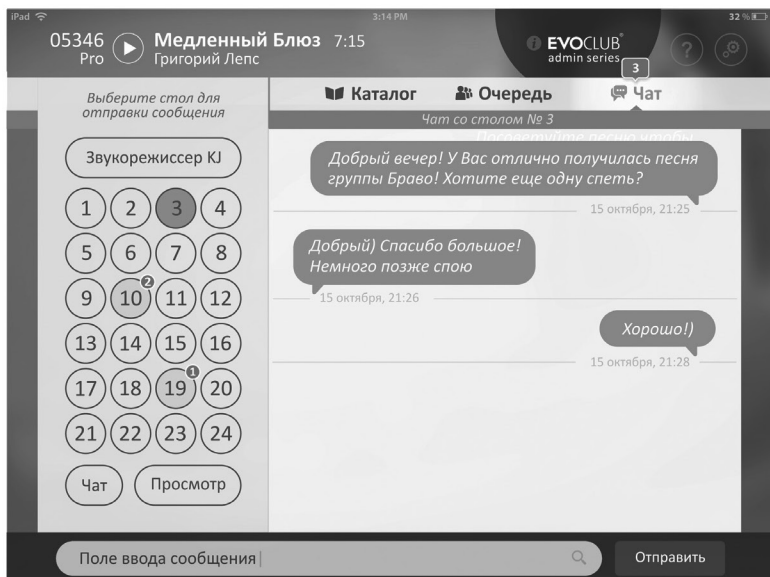 iPad
3:14 PM
32 %
05346
Pro
Медленный Блюз 7:15
Григорий Лепс
EVOCLUB®
admin series
?
3
Каталог
Очередь
Чат
Выберите стол для
отправки сообщения
Звукорежиссер KJ
1 2 3 4
5 6 7 8
9 10 2 11 12
13 14 15 16
17 18 19 1 20
21 22 23 24
Чат Просмотр
Чат со столом № 3
Посоветуйте песню чтобы
Добрый вечер! У Вас отлично получилась песня
группы Браво! Хотите еще одну спеть?
15 октября, 21:25
Добрый) Спасибо большое!
Немного позже спою
15 октября, 21:26
Хорошо!)
15 октября, 21:28
Поле ввода сообщения
Отправить